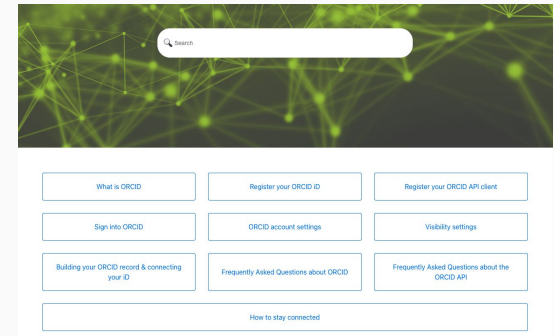 Search
What is ORCID
Register your ORCID iD
Register your ORCID API client
Sign into ORCID
ORCID account settings
Visibility settings
Building your ORCID record & connecting
your iD
Frequently Asked Questions about ORCID
Frequently Asked Questions about the
ORCID API
How to stay connected